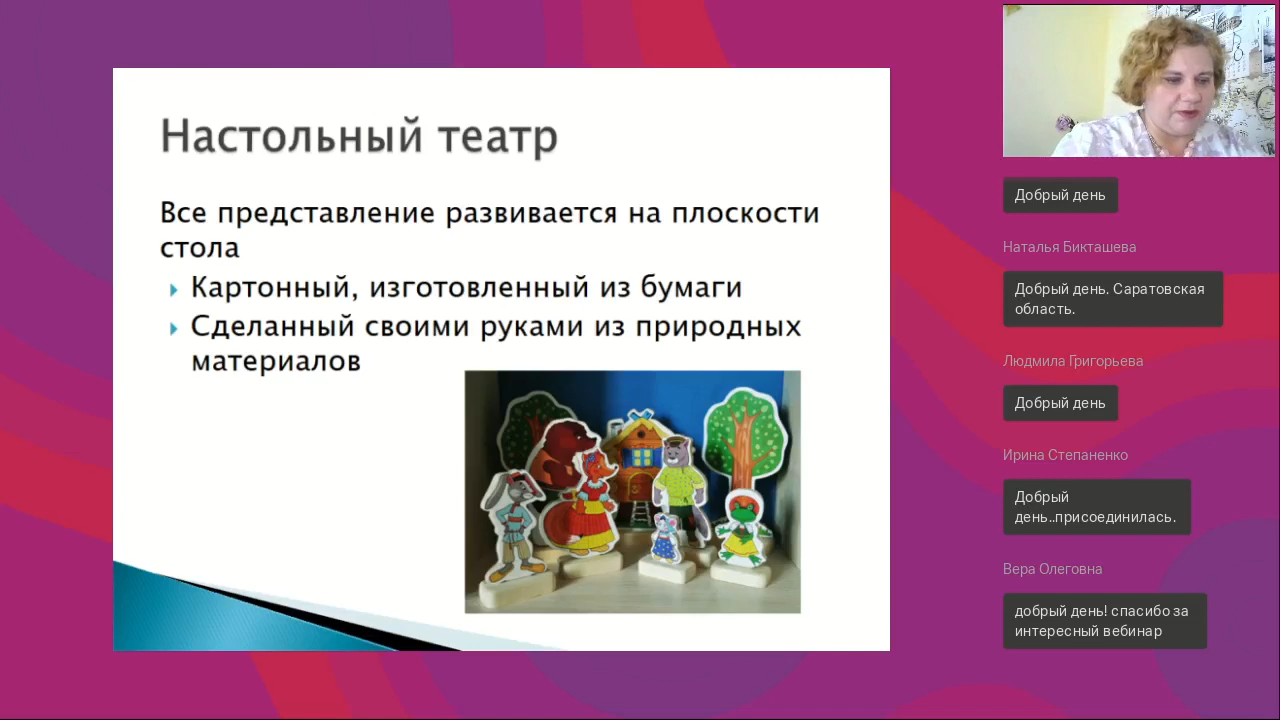 Настольный театр
Все представление развивается на плоскости
стола
Картонный, изготовленный из бумаги
Сделанный своими руками из природных
материалов
Добрый день
Наталья Бикташева
Добрый день. Саратовская
область.
Людмила Григорьева
Добрый день
Ирина Степаненко
Добрый
день..присоединилась.
Вера Олеговна
добрый день! спасибо за
интересный вебинар